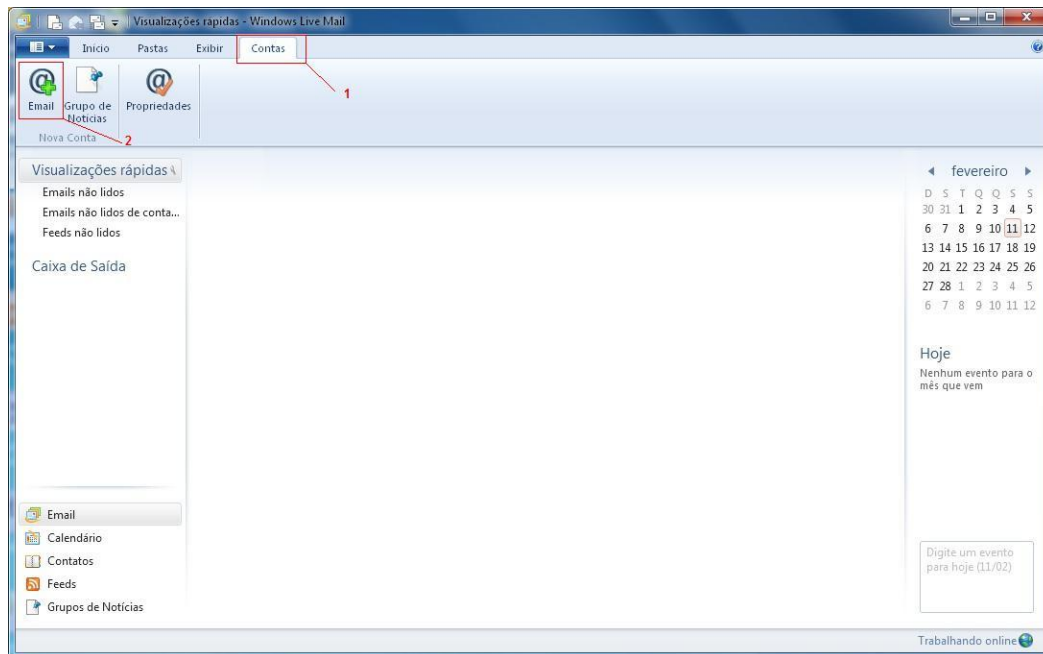 Visualizações rápidas - Windows Live Mail
Início Pastas Exibir Contas
1
Email Grupo de Notícias Propriedades
Nova Conta
2
Visualizações rápidas
Emails não lidos
Emails não lidos de conta...
Feeds não lidos
Caixa de Saída
Email
Calendário
Contatos
Feeds
Grupos de Notícias
fevereiro
D S T Q Q S S
30 31 1 2 3 4 5
6 7 8 9 10 11 12
13 14 15 16 17 18 19
20 21 22 23 24 25 26
27 28 1 2 3 4 5
6 7 8 9 10 11 12
Hoje
Nenhum evento para o
mês que vem
Digite um evento
para hoje (11/02)
Trabalhando online